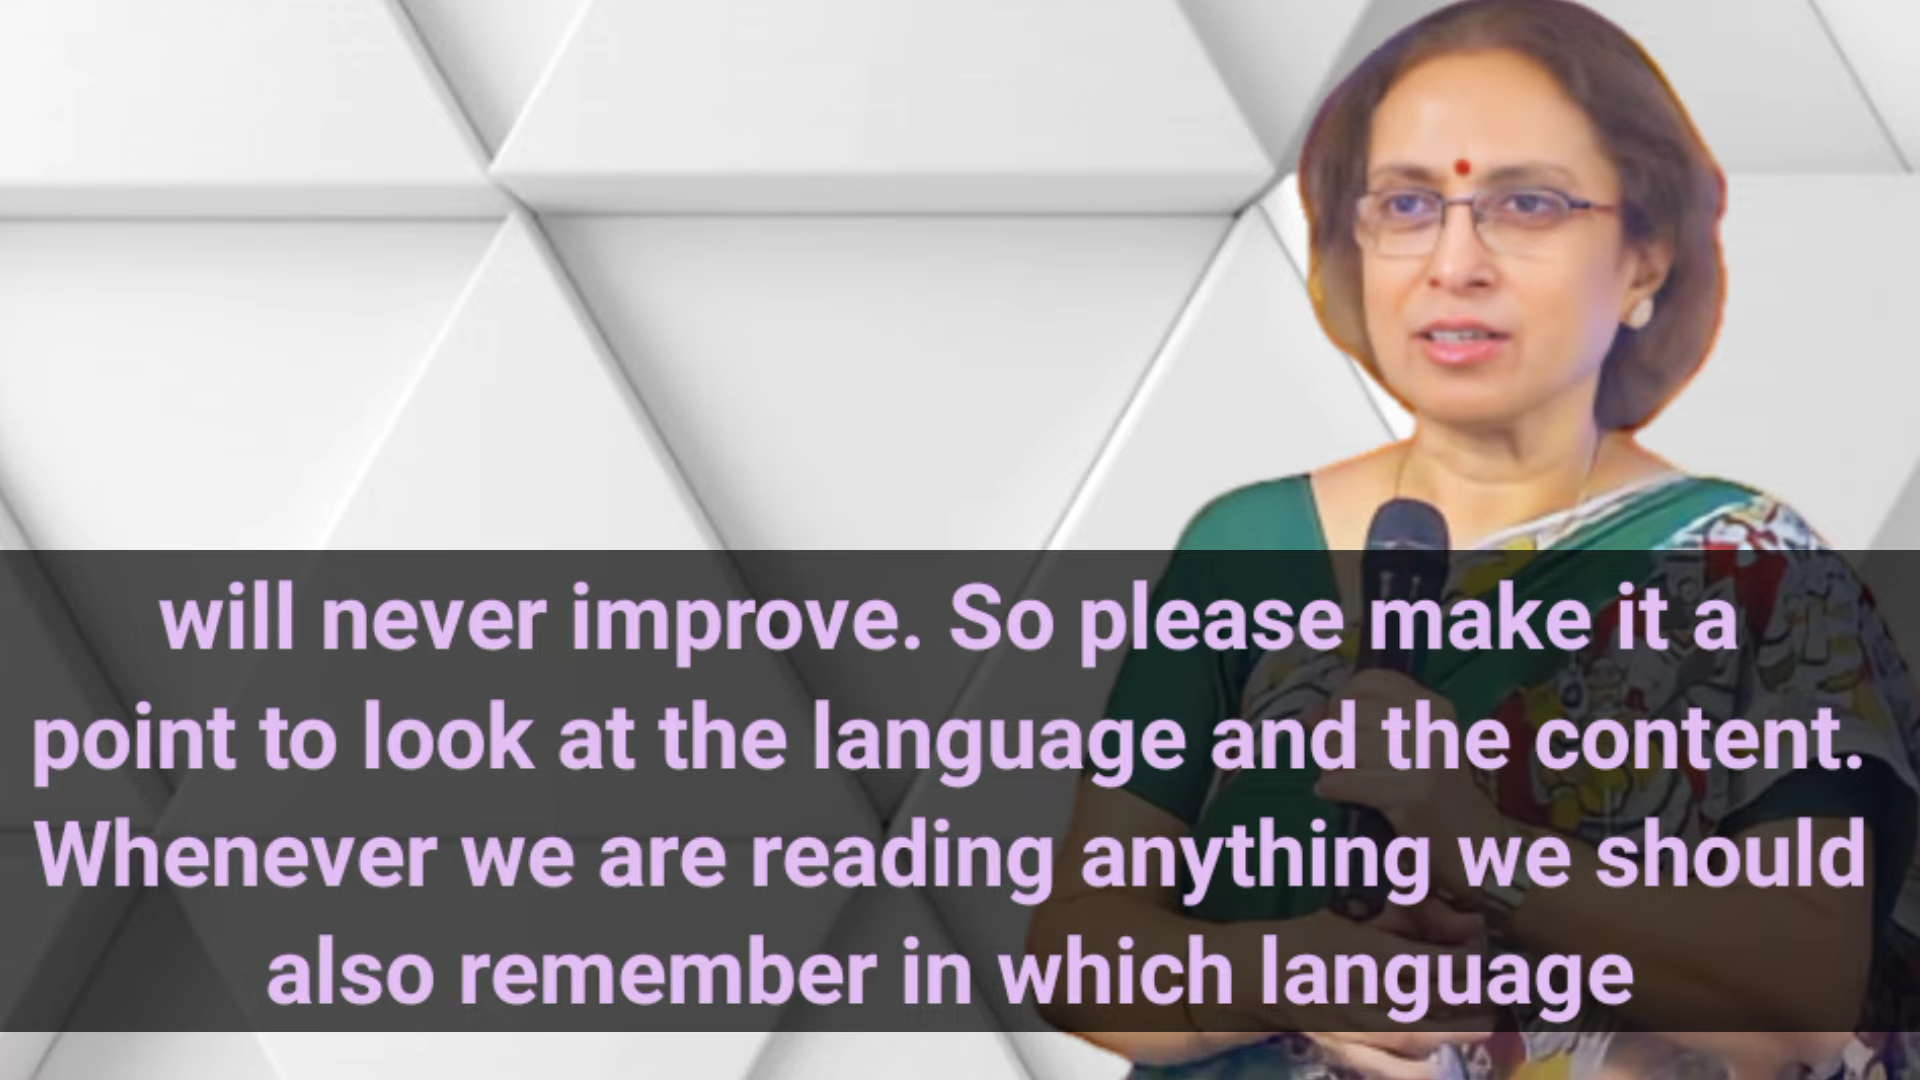 will never improve. So please make it a
point to look at the language and the content.
Whenever we are reading anything we should
also remember in which language